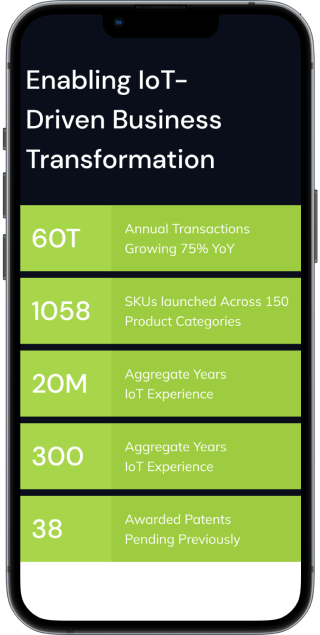 Enabling IoT-
Driven Business
Transformation
60T
Annual Transactions
Growing 75% YoY
1058
SKUs launched Across 150
Product Categories
20M
Aggregate Years
IoT Experience
300
Aggregate Years
IoT Experience
38
Awarded Patents
Pending Previously